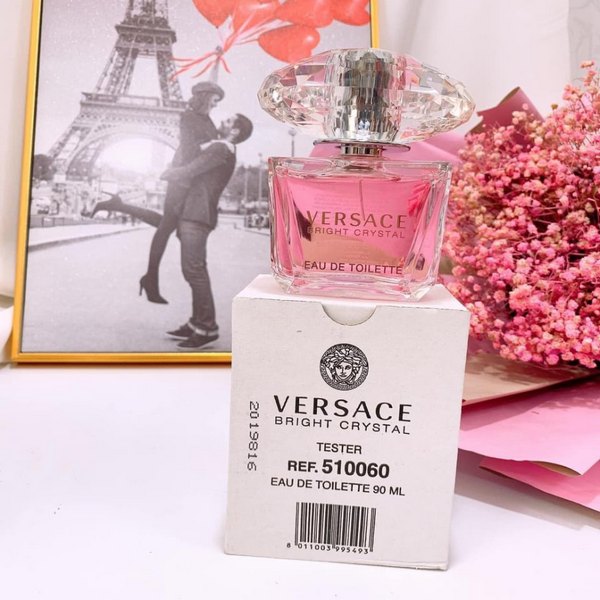 VERSACE
BRIGHT CRYSTAL
EAU DE TOILETTE
VERSACE
BRIGHT CRYSTAL
TESTER
REF. 510060
EAU DE TOILETTE 90 ML
8 011003 995493
2019816